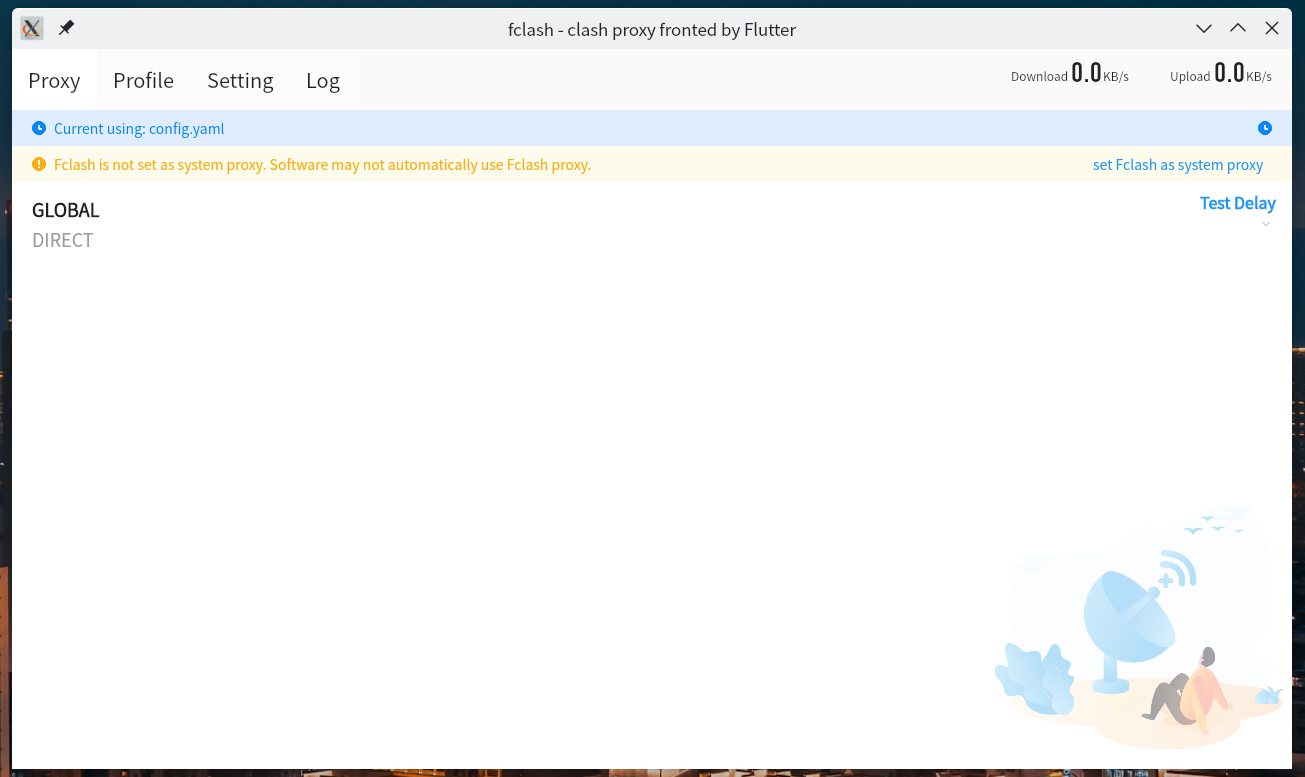 fclash - clash proxy fronted by Flutter
Proxy Profile Setting Log Download 0.0 KB/s Upload 0.0 KB/s
Current using: config.yaml
Fclash is not set as system proxy. Software may not automatically use Fclash proxy. set Fclash as system proxy
GLOBAL Test Delay
DIRECT